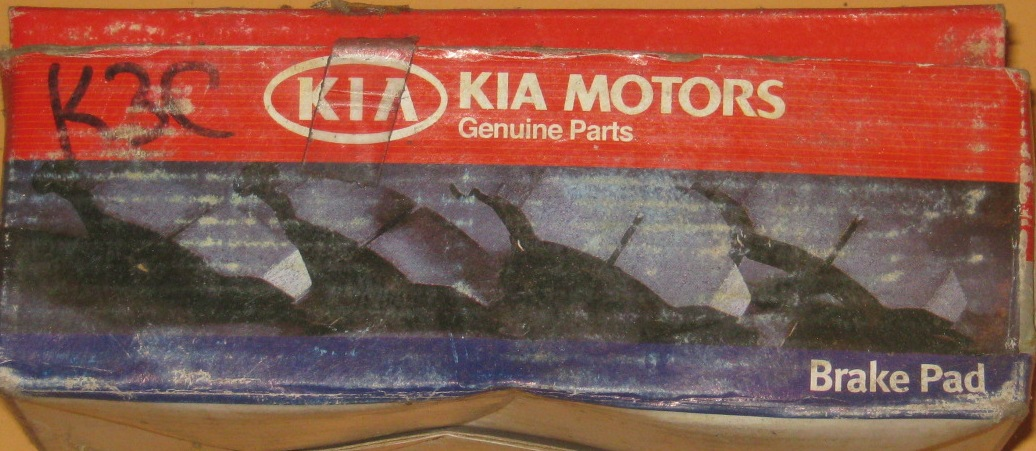 K3C
KIA
KIA MOTORS
Genuine Parts
Brake Pad